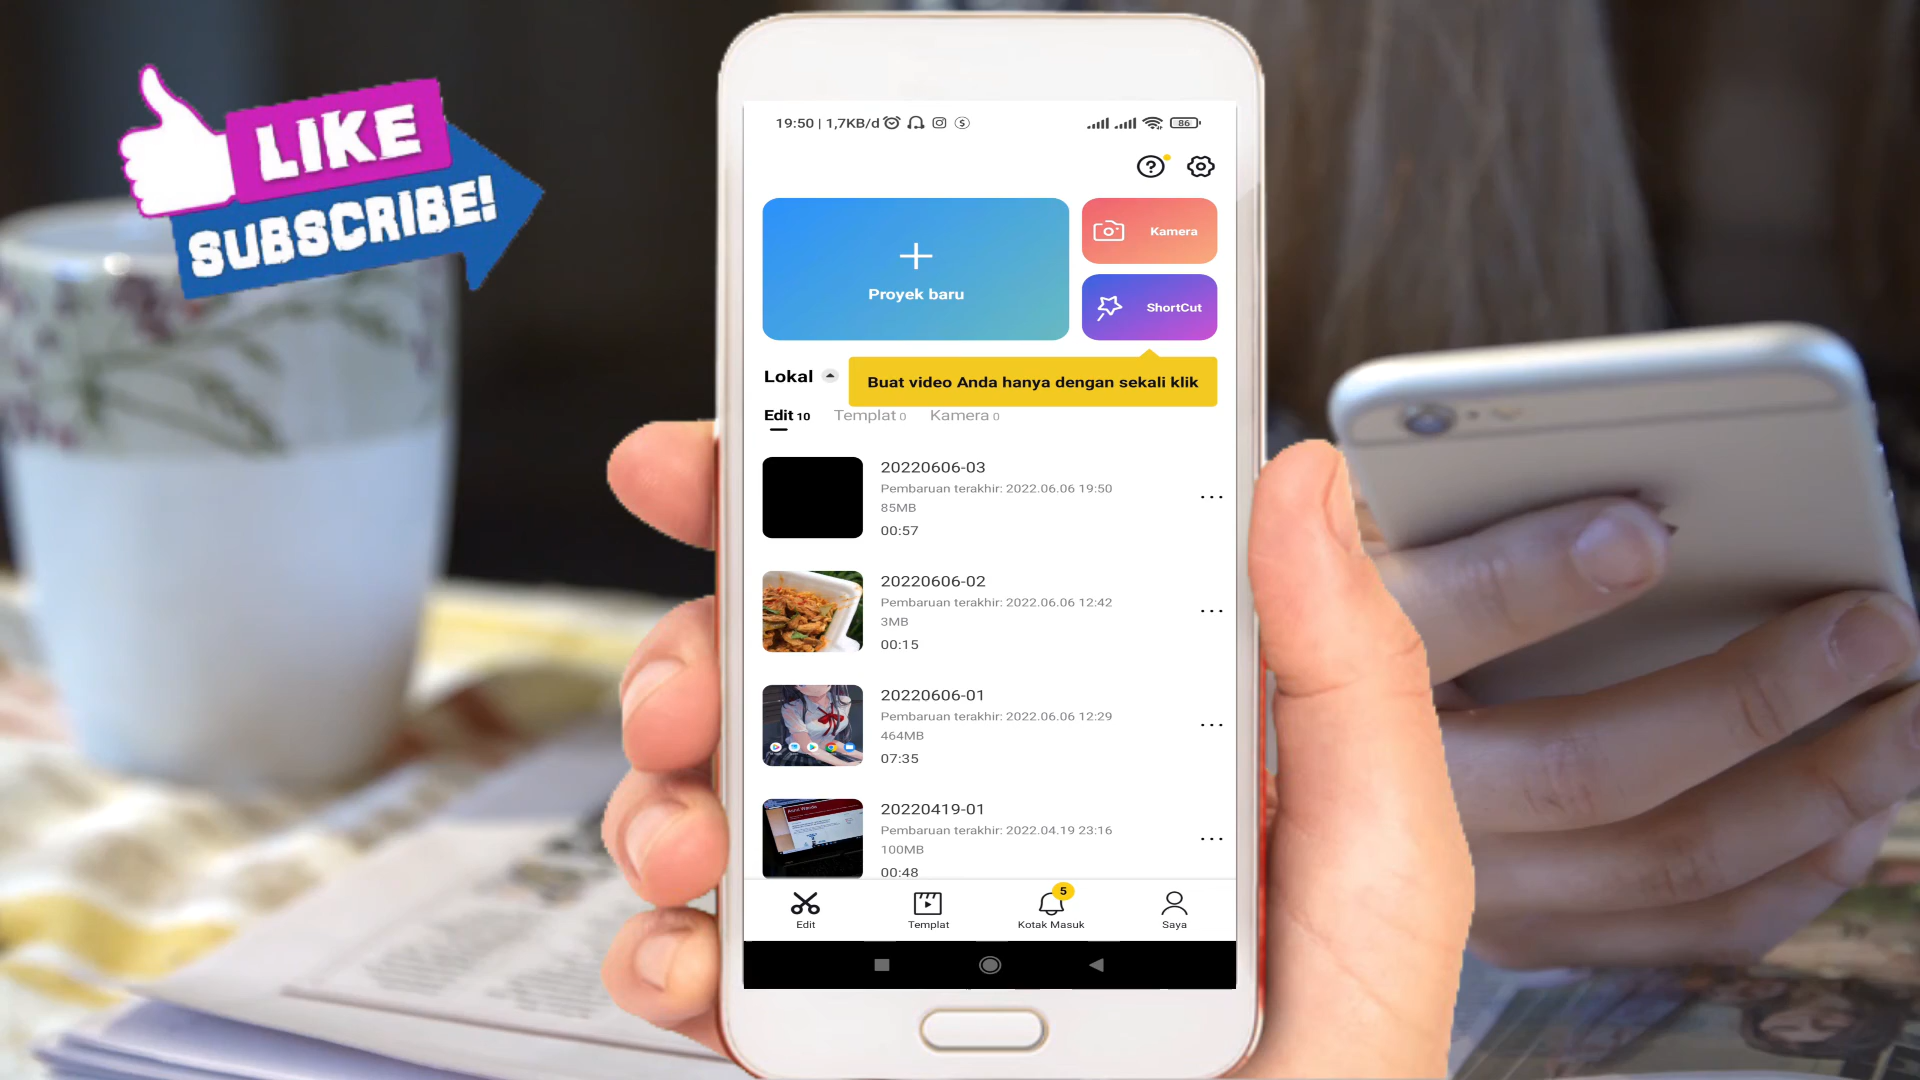 LIKE
SUBSCRIBE!
19:50 | 1,7KB/d
86
Proyek baru
Kamera
ShortCut
Lokal
Buat video Anda hanya dengan sekali klik
Edit 10 Templat 0 Kamera 0
20220606-03
Pembaruan terakhir: 2022.06.06 19:50
85MB
00:57
20220606-02
Pembaruan terakhir: 2022.06.06 12:42
3MB
00:15
20220606-01
Pembaruan terakhir: 2022.06.06 12:29
464MB
07:35
20220419-01
Pembaruan terakhir: 2022.04.19 23:16
100MB
00:48
5
Edit Templat Kotak Masuk Saya